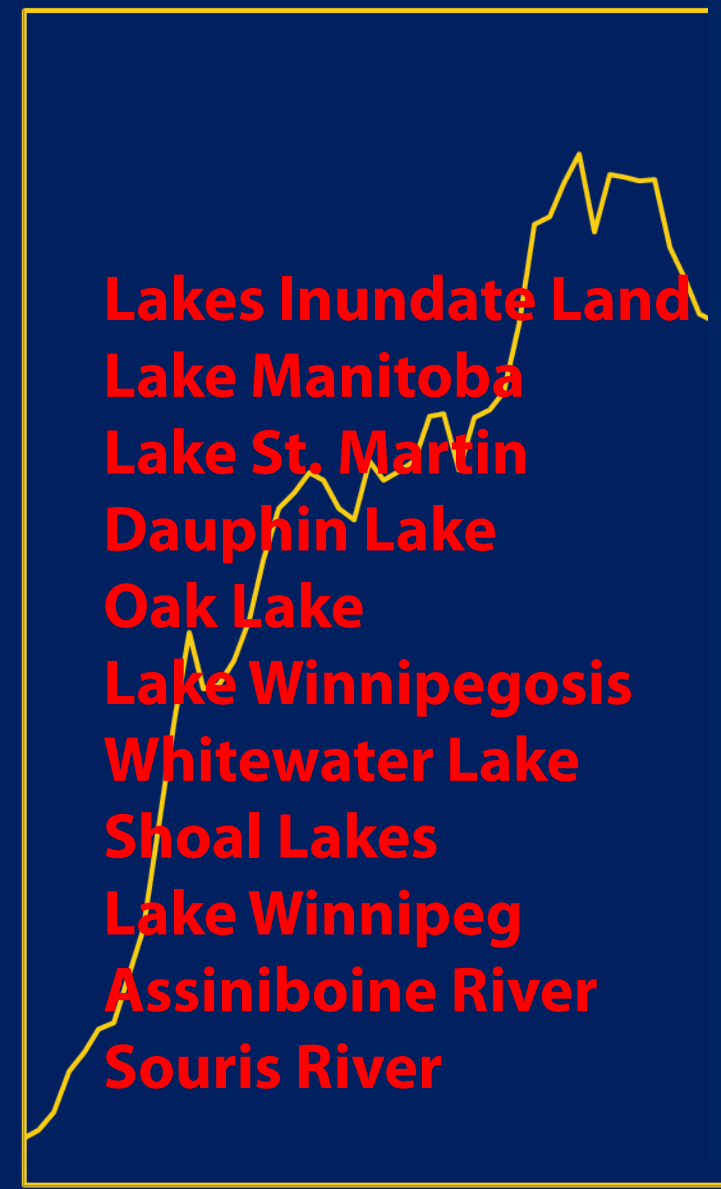 Lakes Inundate Land
Lake Manitoba
Lake St. Martin
Dauphin Lake
Oak Lake
Lake Winnipegosis
Whitewater Lake
Shoal Lakes
Lake Winnipeg
Assiniboine River
Souris River